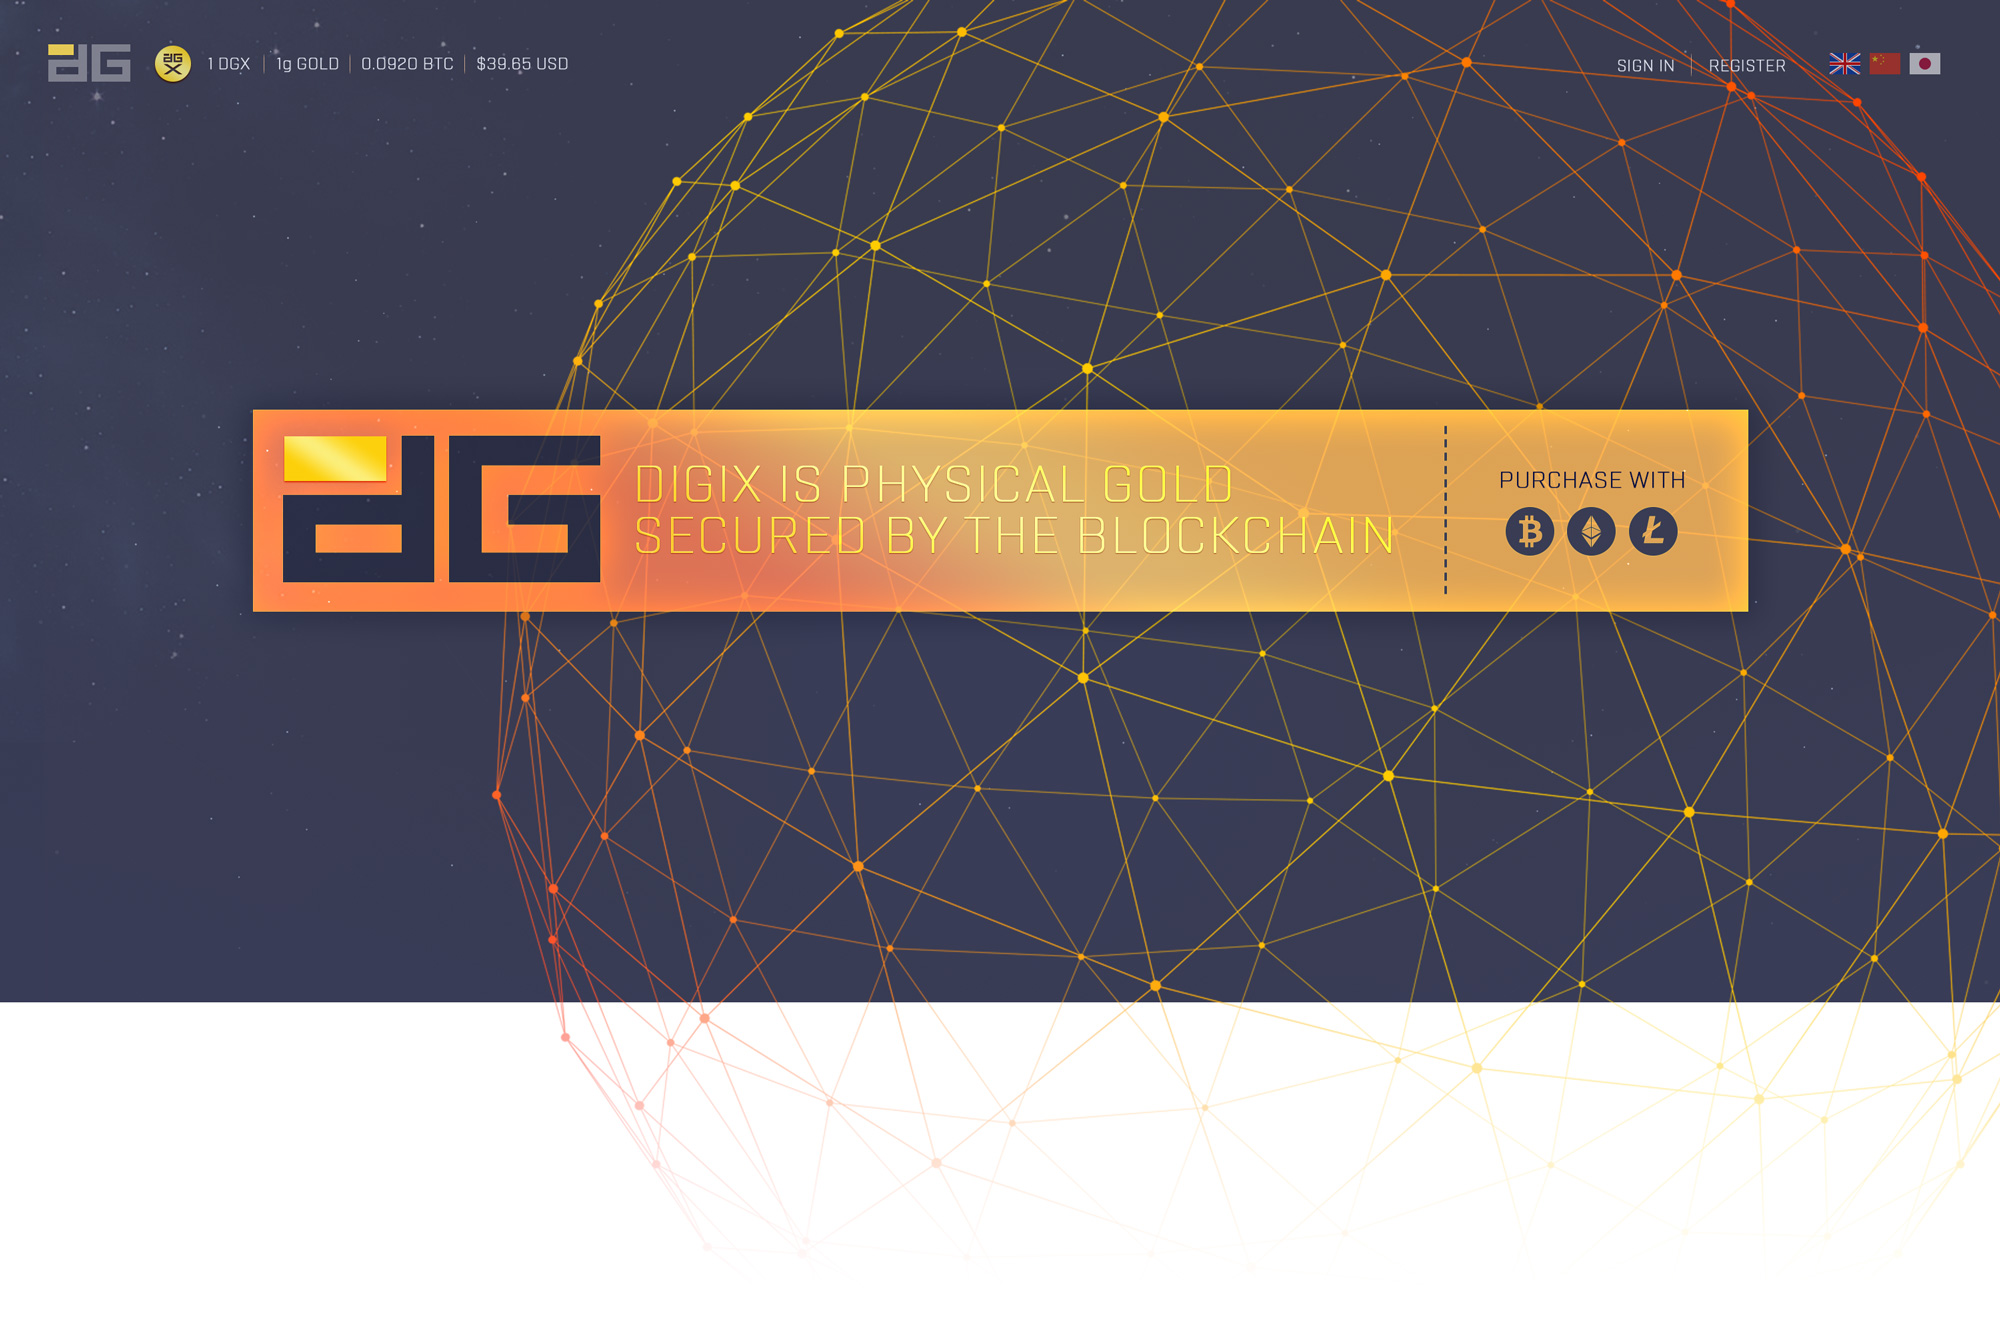 dG
dG X
1 DGX | 1g GOLD | 0.0920 BTC | $39.65 USD
SIGN IN | REGISTER
dG
DIGIX IS PHYSICAL GOLD
SECURED BY THE BLOCKCHAIN
PURCHASE WITH